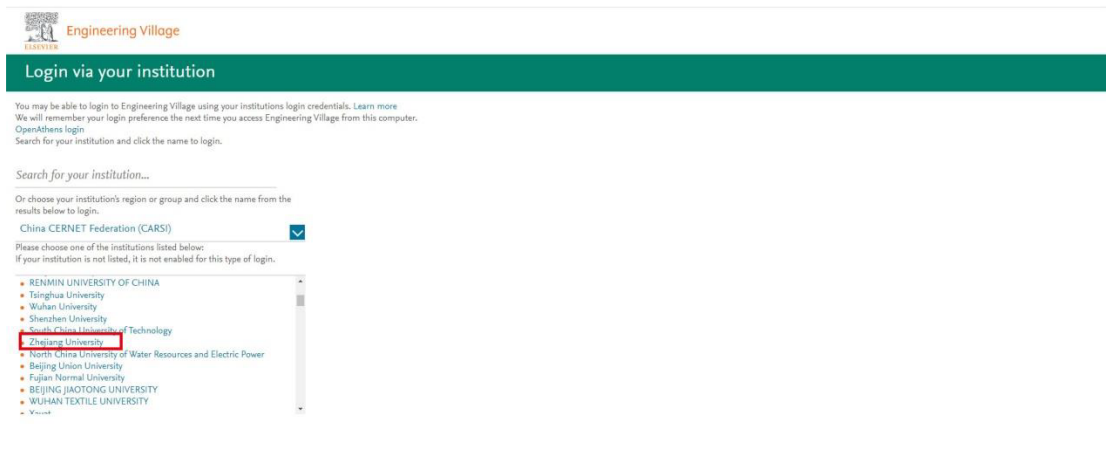 ELSEVIER
Engineering Village
Login via your institution
You may be able to login to Engineering Village using your institutions login credentials. Learn more
We will remember your login preference the next time you access Engineering Village from this computer.
OpenAthens login
Search for your institution and click the name to login.
Search for your institution...
Or choose your institution's region or group and click the name from the
results below to login.
China CERNET Federation (CARSI)
Please choose one of the institutions listed below:
If your institution is not listed, it is not enabled for this type of login.
RENMIN UNIVERSITY OF CHINA
Tsinghua University
Wuhan University
Shenzhen University
South China University of Technology
Zhejiang University
North China University of Water Resources and Electric Power
Beijing Union University
Fujian Normal University
BEIJING JIAOTONG UNIVERSITY
WUHAN TEXTILE UNIVERSITY